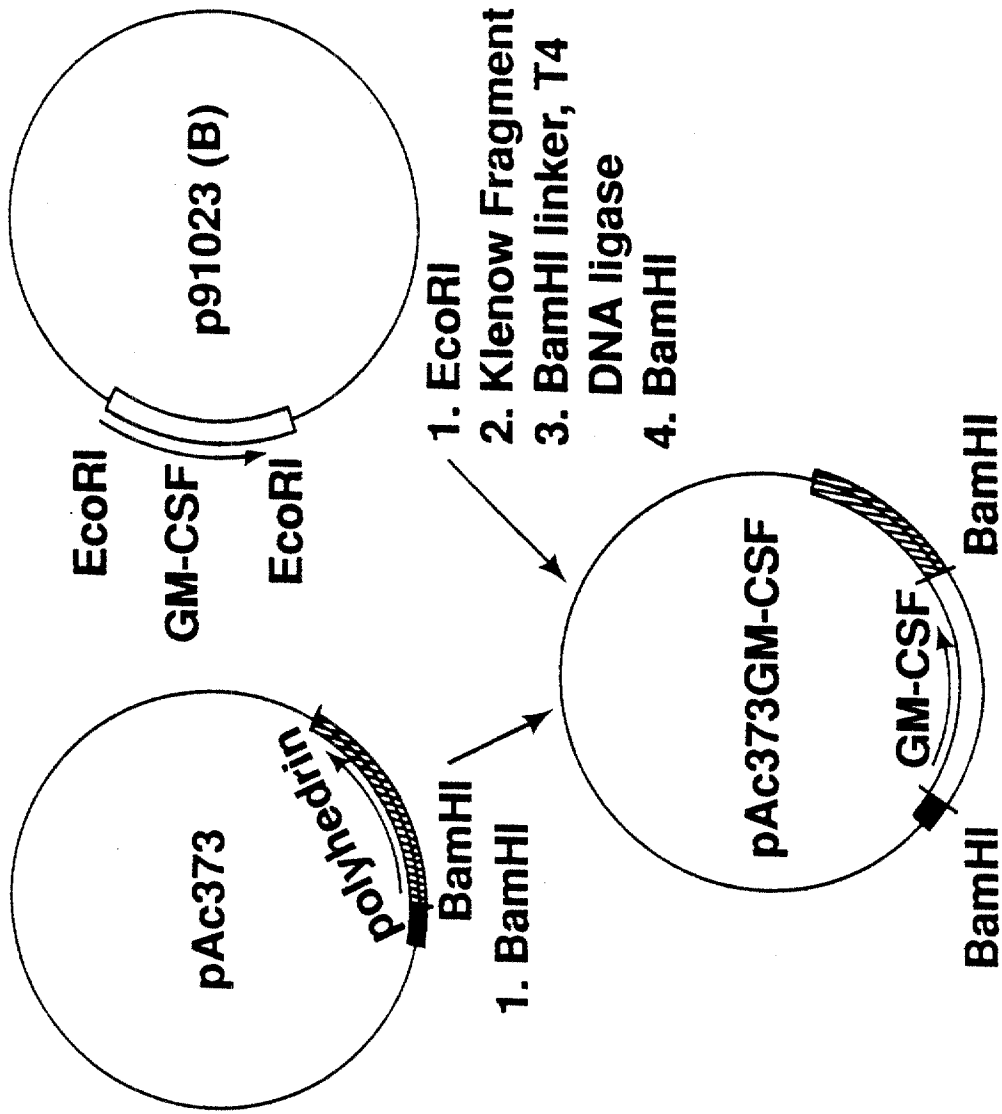 pAc373
polyhedrin
BamHI
1. BamHI
EcoRI
GM-CSF
EcoRI
p91023 (B)
1. EcoRI
2. Klenow Fragment
3. BamHI linker, T4
DNA ligase
4. BamHI
pAc373GM-CSF
GM-CSF
BamHI
BamHI